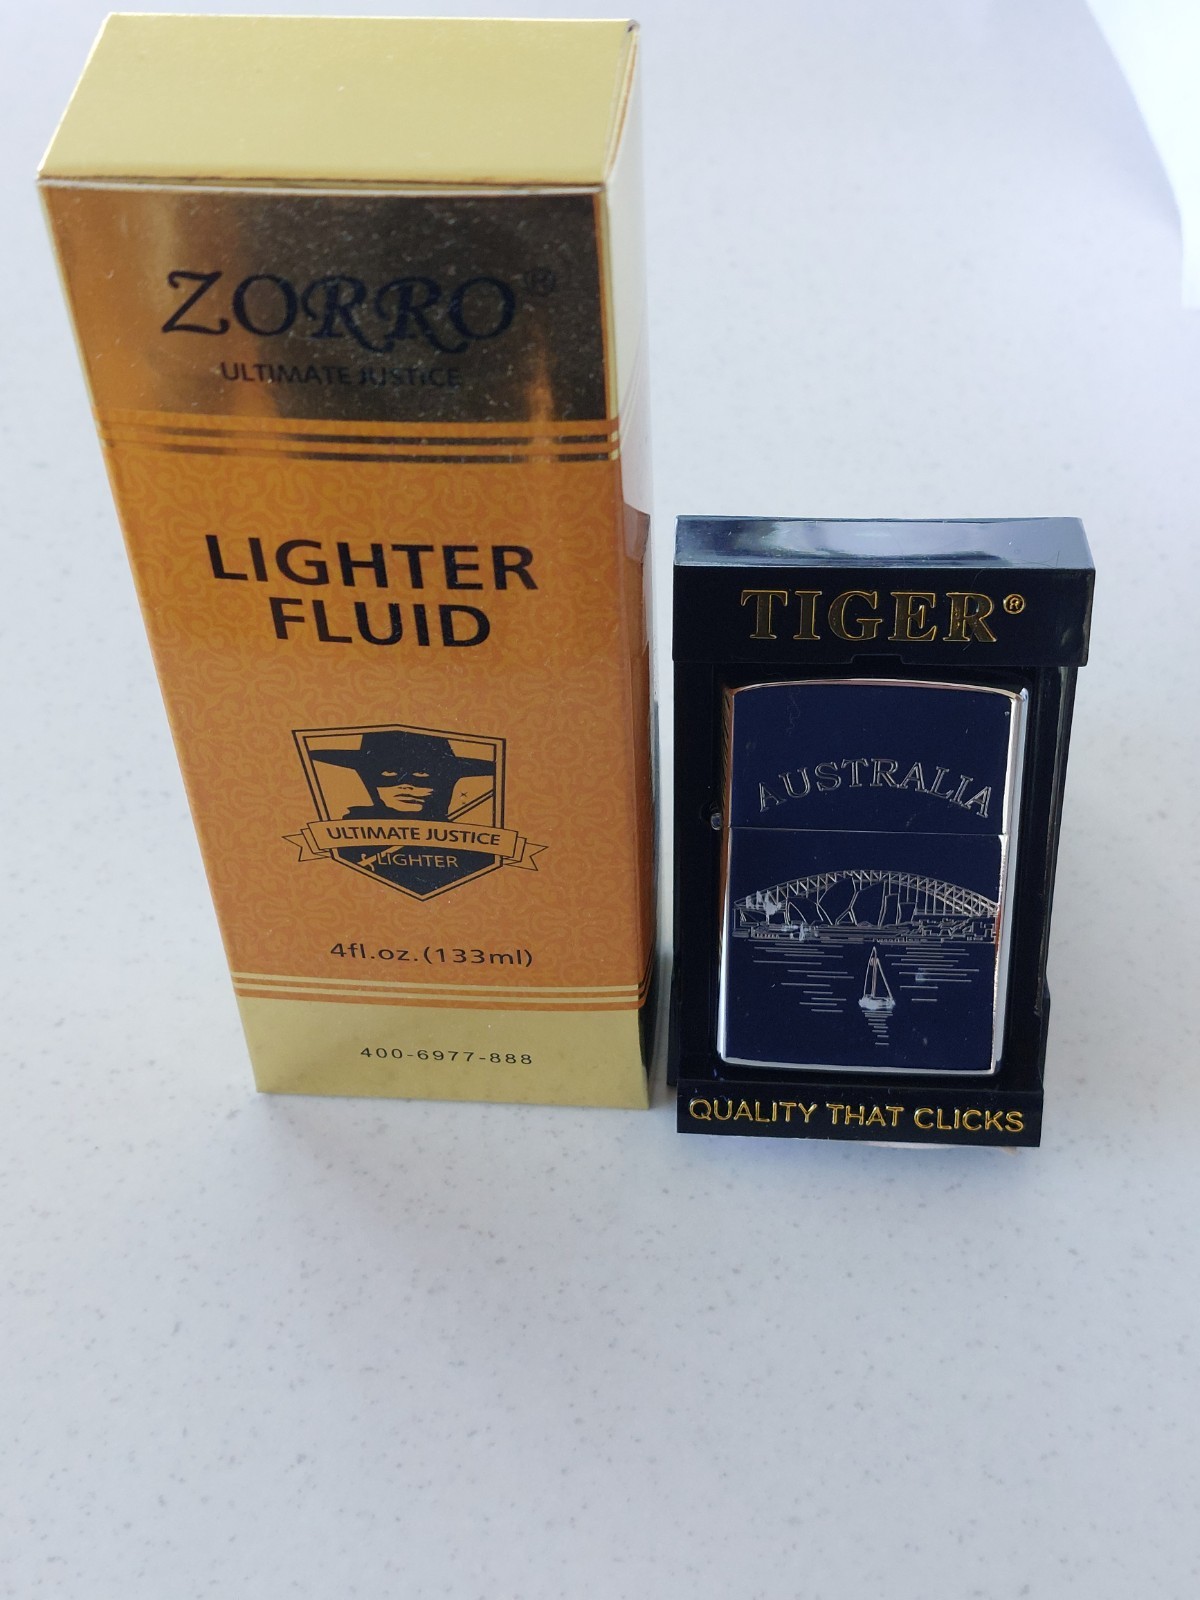 ZORRO®
ULTIMATE JUSTICE
LIGHTER
FLUID
ULTIMATE JUSTICE
LIGHTER
4fl.oz.(133ml)
400-6977-888
TIGER®
AUSTRALIA
QUALITY THAT CLICKS